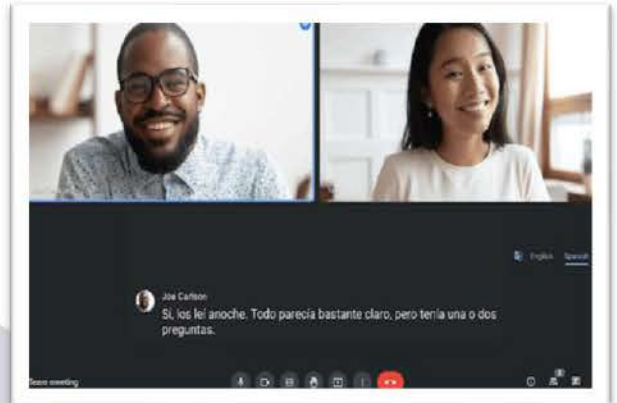 English Spanish
Joe Carlson
Sí, los leí anoche. Todo parecía bastante claro, pero tenía una o dos
preguntas.
Team meeting